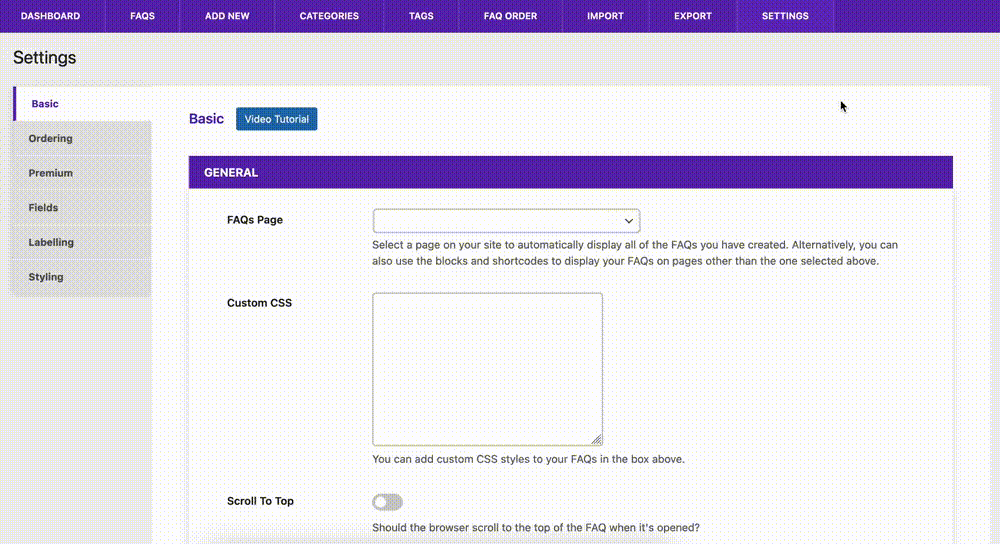 DASHBOARD FAQS ADD NEW CATEGORIES TAGS FAQ ORDER IMPORT EXPORT SETTINGS
Settings
Basic
Ordering
Premium
Fields
Labelling
Styling
Basic Video Tutorial
GENERAL
FAQs Page
Select a page on your site to automatically display all of the FAQs you have created. Alternatively, you can
also use the blocks and shortcodes to display your FAQs on pages other than the one selected above.
Custom CSS
You can add custom CSS styles to your FAQs in the box above.
Scroll To Top
Should the browser scroll to the top of the FAQ when it's opened?